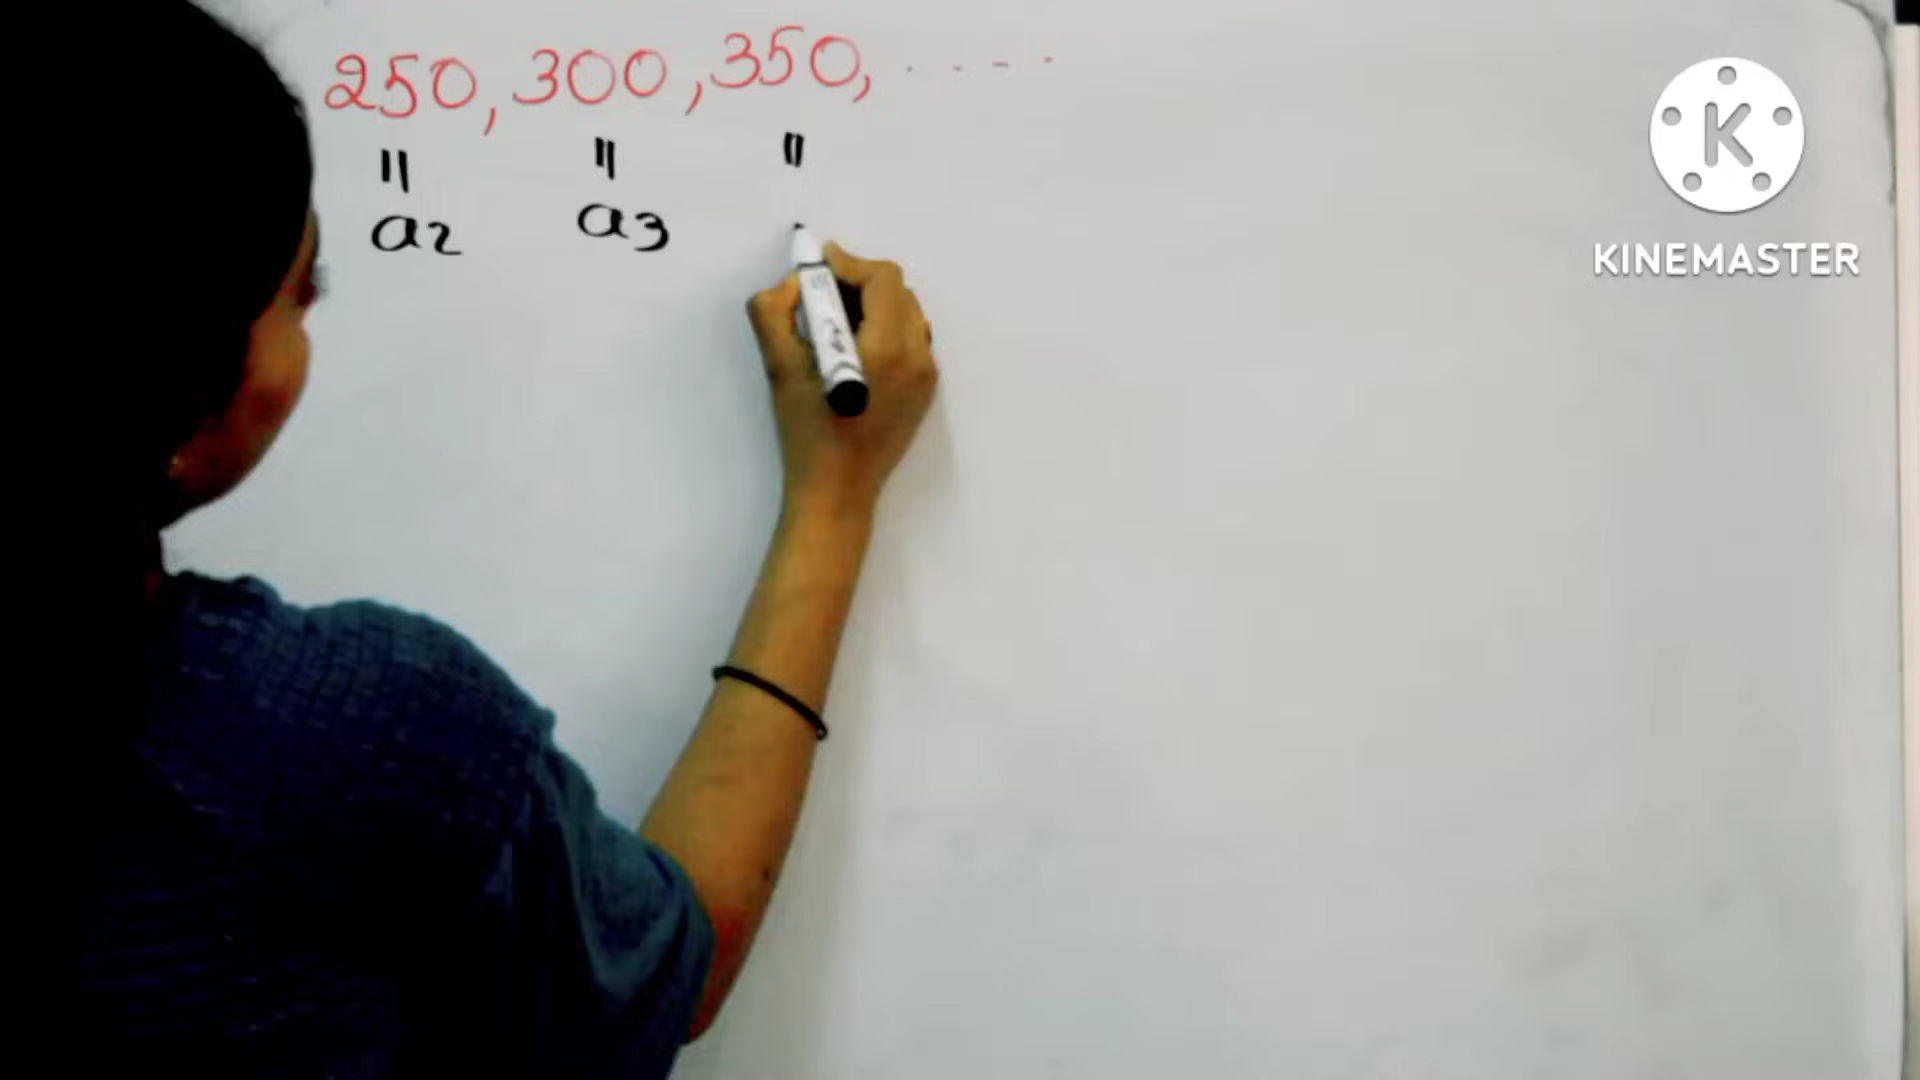 250, 300, 350, ....
" " "
a2 a3
K
KINEMASTER